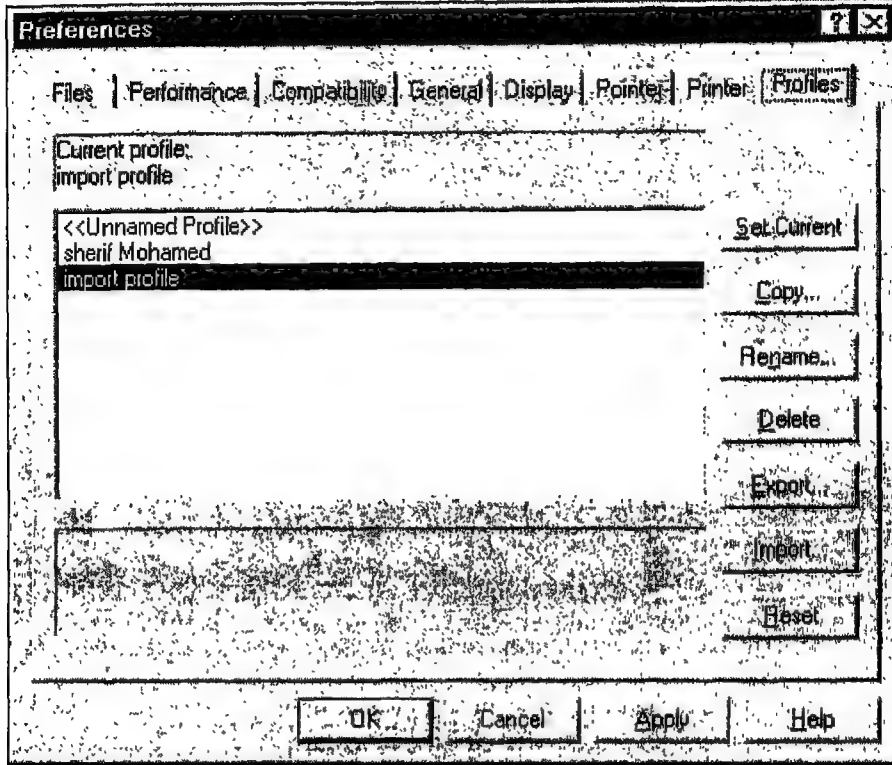 Preferences
Files Performance Compatibility General Display Pointer Printer Profiles
Current profile:
import profile
<<Unnamed Profile>>
sherif Mohamed
import profile
Set Current
Copy...
Rename...
Delete
Export...
Import...
Reset
OK Cancel Apply Help